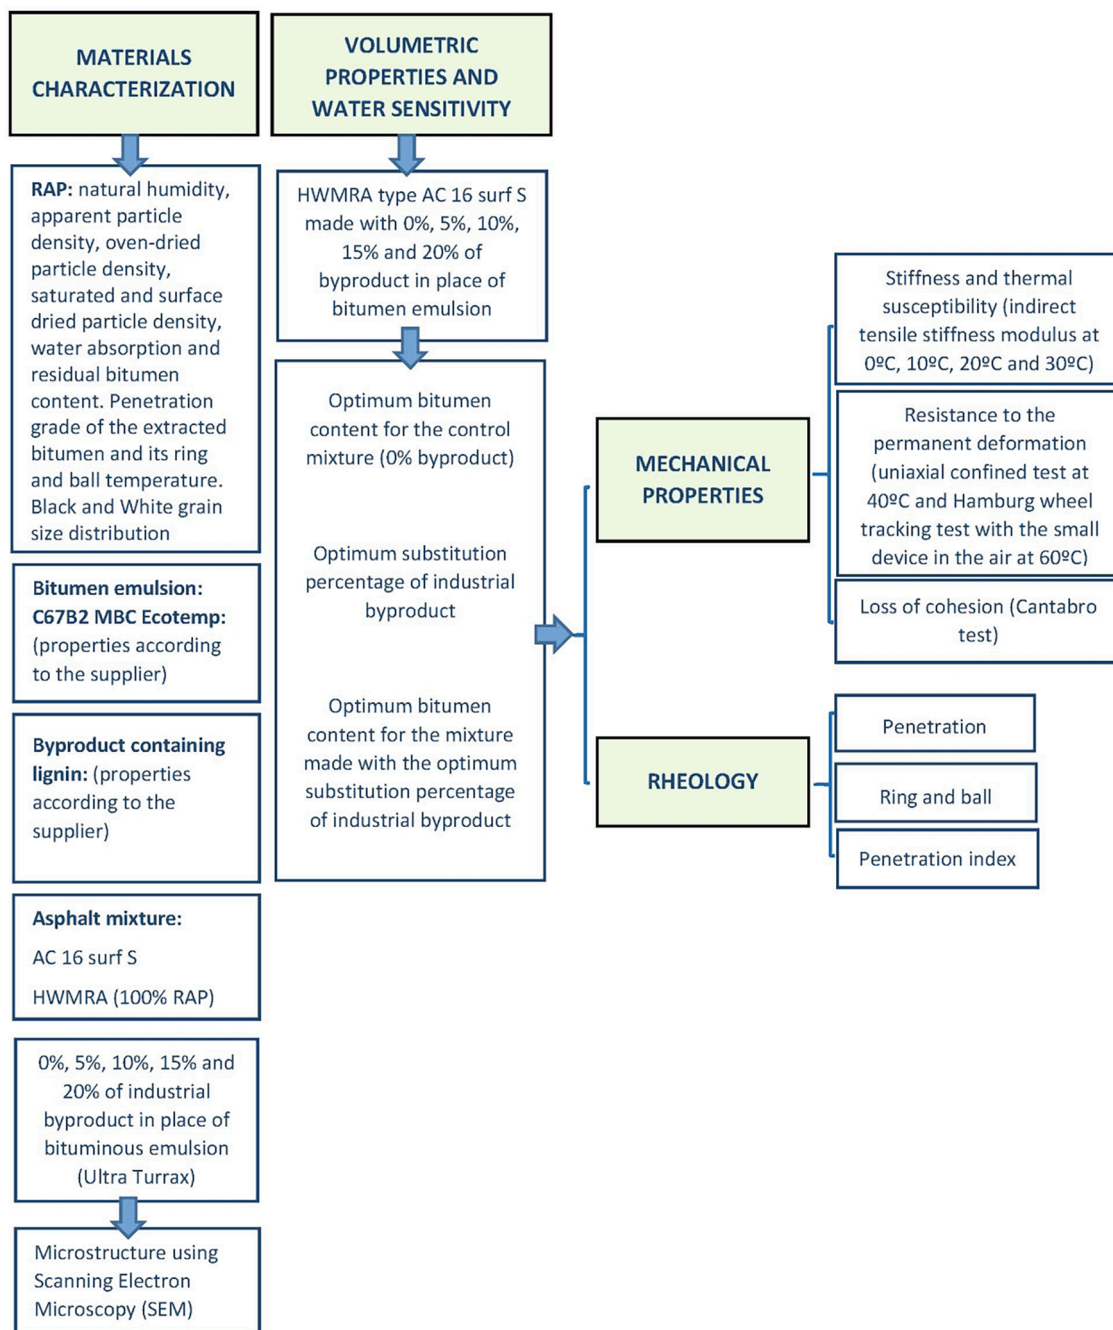 MATERIALS
CHARACTERIZATION
RAP: natural humidity,
apparent particle
density, oven-dried
particle density,
saturated and surface
dried particle density,
water absorption and
residual bitumen
content. Penetration
grade of the extracted
bitumen and its ring
and ball temperature.
Black and White grain
size distribution
Bitumen emulsion:
C67B2 MBC Ecotemp:
(properties according
to the supplier)
Byproduct containing
lignin: (properties
according to the
supplier)
Asphalt mixture:
AC 16 surf S
HWMRA (100% RAP)
0%, 5%, 10%, 15% and
20% of industrial
byproduct in place of
bituminous emulsion
(Ultra Turrax)
Microstructure using
Scanning Electron
Microscopy (SEM)
VOLUMETRIC
PROPERTIES AND
WATER SENSITIVITY
HWMRA type AC 16 surf S
made with 0%, 5%, 10%,
15% and 20% of
byproduct in place of
bitumen emulsion
Optimum bitumen
content for the control
mixture (0% byproduct)
Optimum substitution
percentage of industrial
byproduct
Optimum bitumen
content for the mixture
made with the optimum
substitution percentage
of industrial byproduct
MECHANICAL
PROPERTIES
Stiffness and thermal
susceptibility (indirect
tensile stiffness modulus at
0ºC, 10ºC, 20ºC and 30ºC)
Resistance to the
permanent deformation
(uniaxial confined test at
40ºC and Hamburg wheel
tracking test with the small
device in the air at 60ºC)
Loss of cohesion (Cantabro
test)
RHEOLOGY
Penetration
Ring and ball
Penetration index